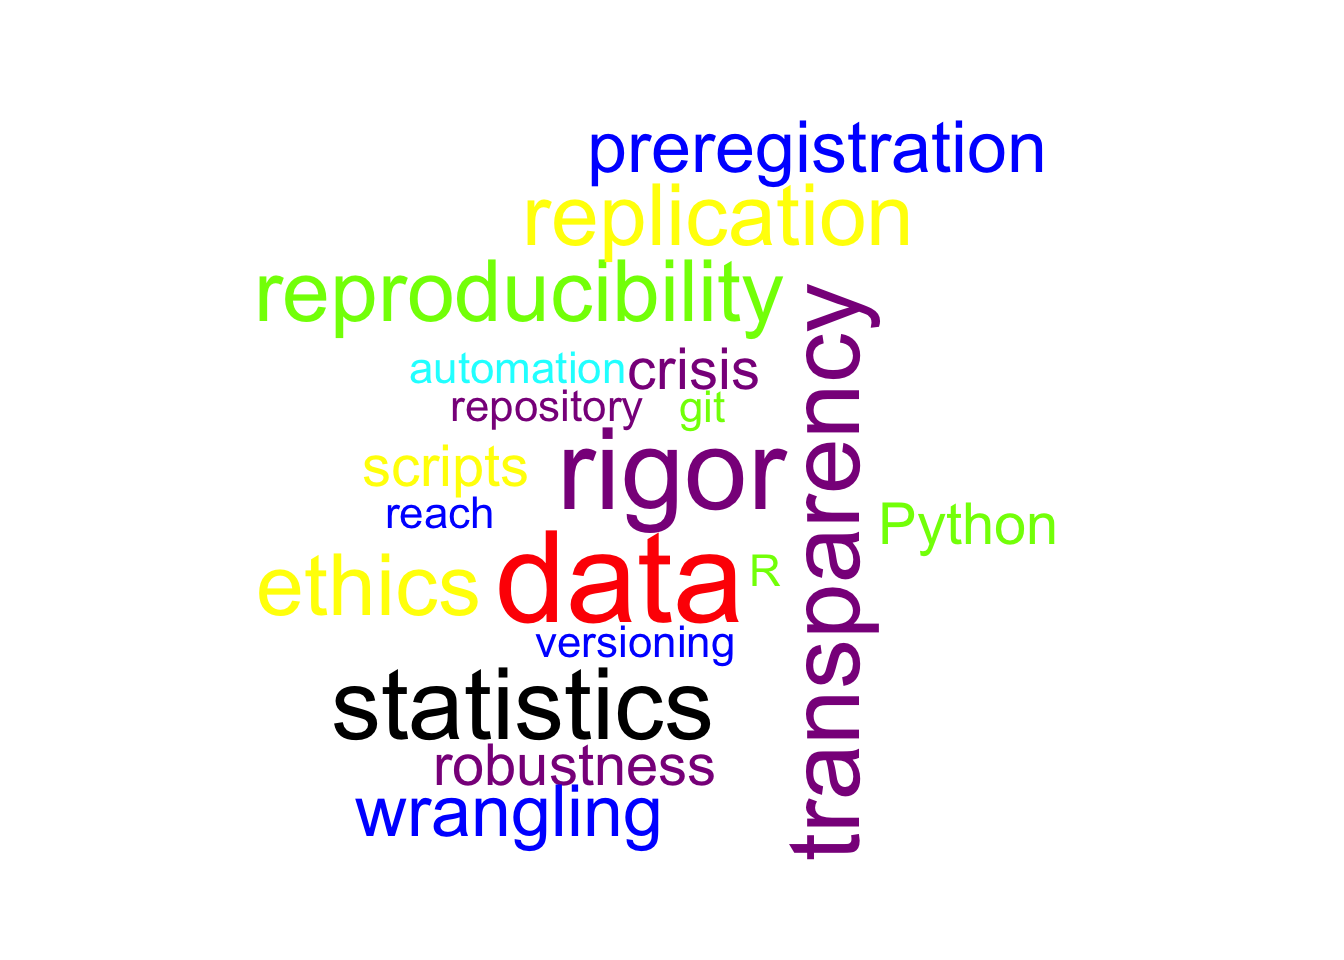 preregistration
replication
reproducibility
automation crisis
repository git
scripts rigor
reach
transparency
Python
ethics data R
versioning
statistics
robustness
wrangling